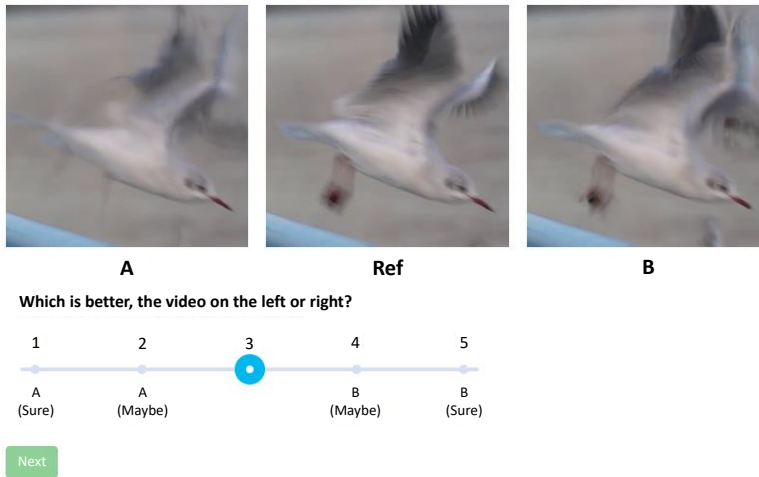 A Ref B
Which is better, the video on the left or right?
1 2 3 4 5
A A B B
(Sure) (Maybe) (Maybe) (Sure)
Next